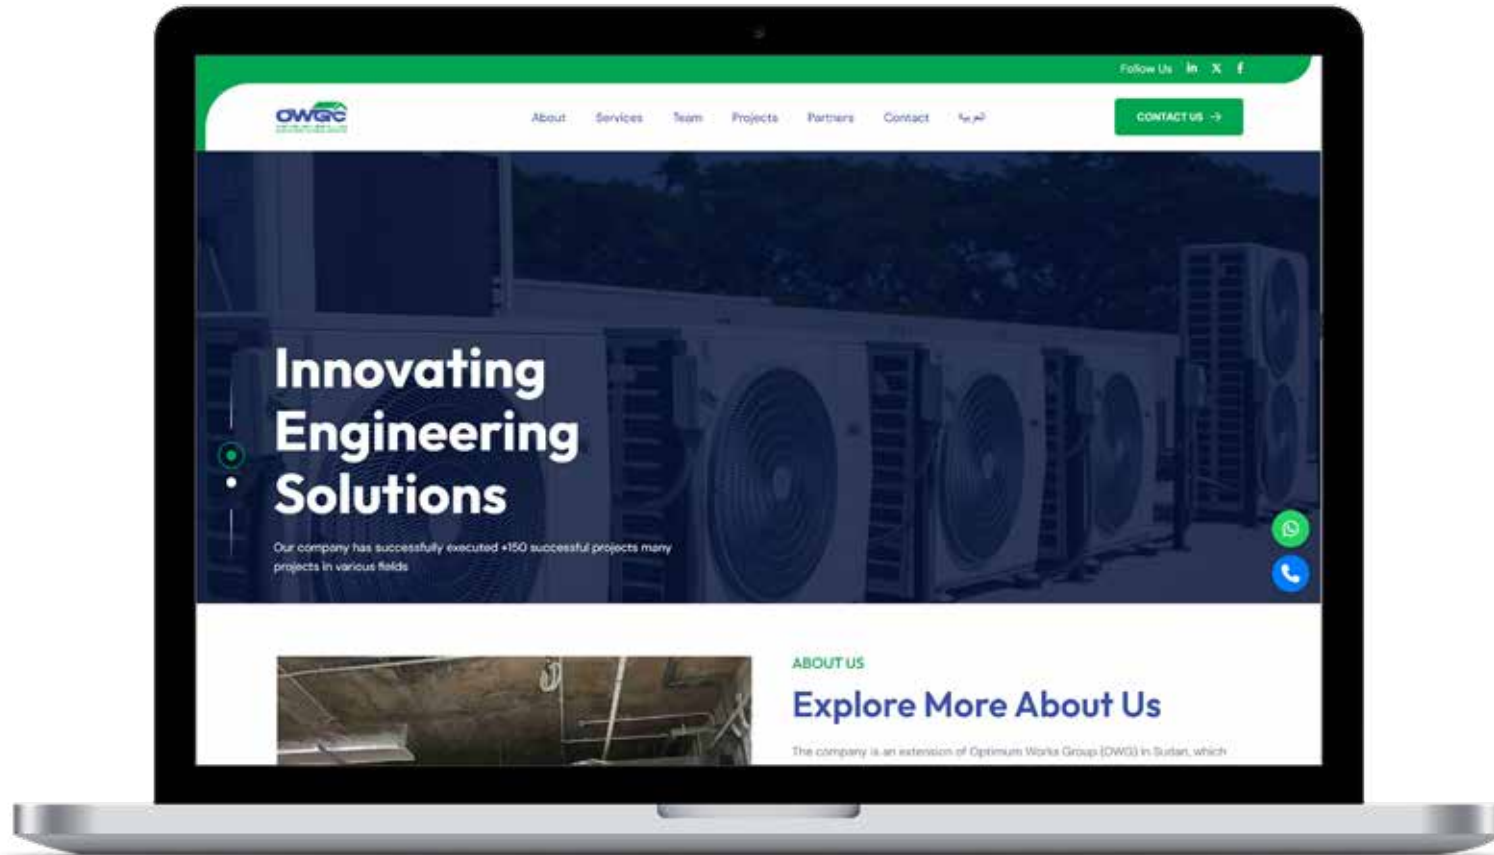 Follow Us
OWGC
About Services Team Projects Partners Contact العربية
CONTACT US
Innovating
Engineering
Solutions
Our company has successfully executed +150 successful projects many
projects in various fields
ABOUT US
Explore More About Us
The company is an extension of Optimum Works Group (OWG) in Sudan, which